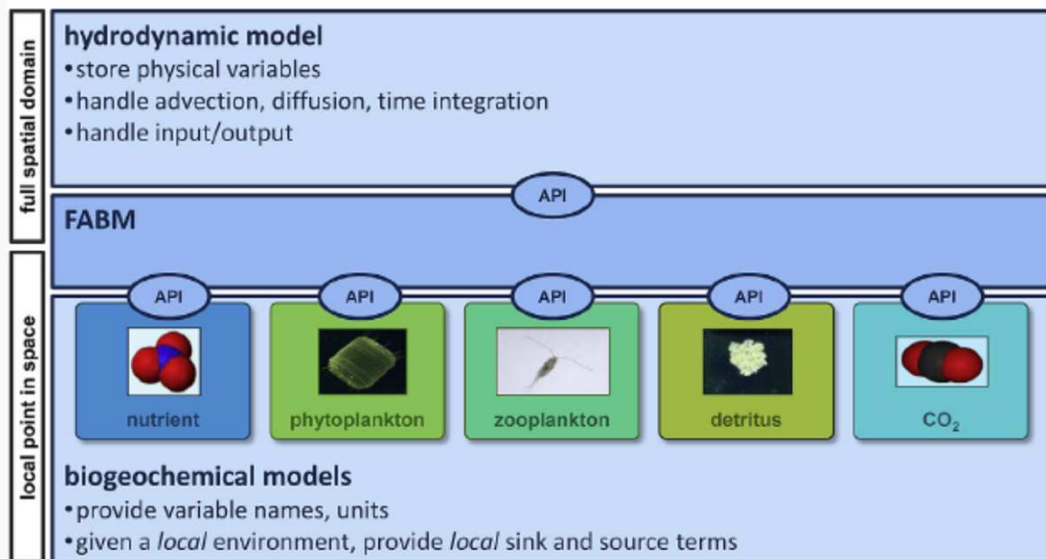 full spatial domain
hydrodynamic model
•store physical variables
•handle advection, diffusion, time integration
•handle input/output
API
FABM
local point in space
API
API
API
API
API
nutrient
phytoplankton
zooplankton
detritus
CO₂
biogeochemical models
•provide variable names, units
•given a local environment, provide local sink and source terms